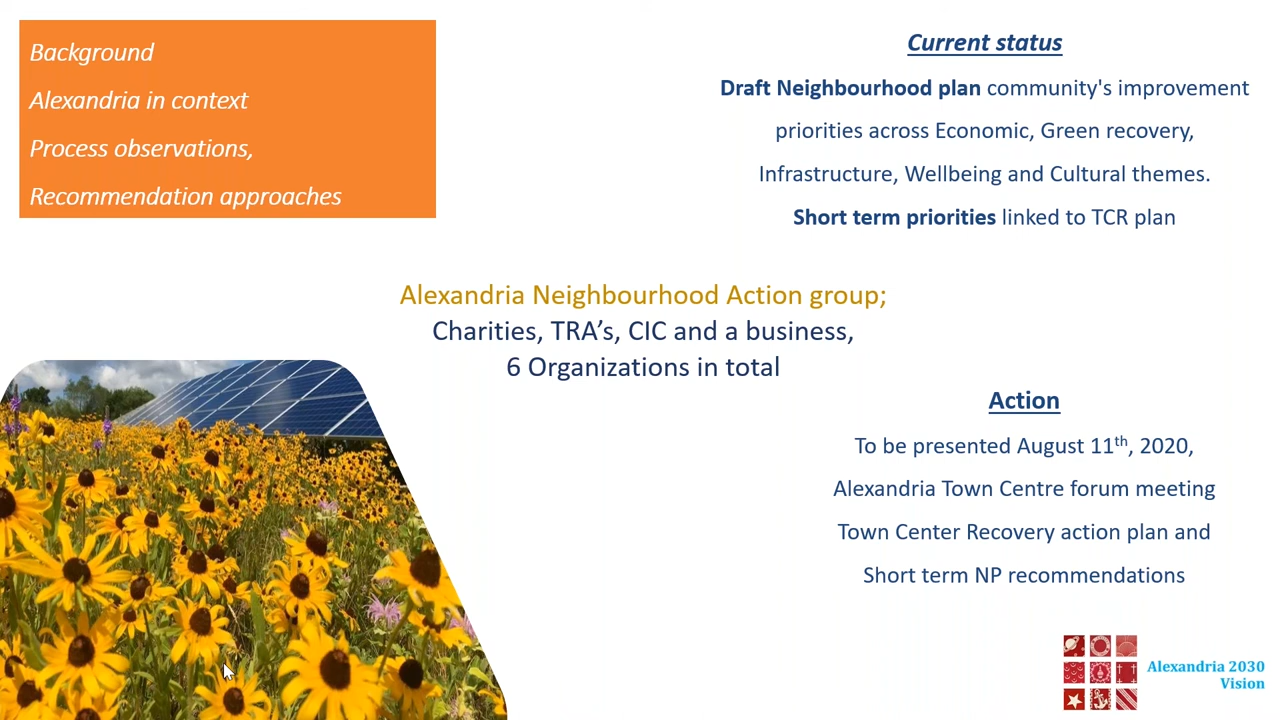 Background
Alexandria in context
Process observations,
Recommendation approaches
Current status
Draft Neighbourhood plan community's improvement
priorities across Economic, Green recovery,
Infrastructure, Wellbeing and Cultural themes.
Short term priorities linked to TCR plan
Alexandria Neighbourhood Action group;
Charities, TRA’s, CIC and a business,
6 Organizations in total
Action
To be presented August 11th, 2020,
Alexandria Town Centre forum meeting
Town Center Recovery action plan and
Short term NP recommendations
Alexandria 2030
Vision